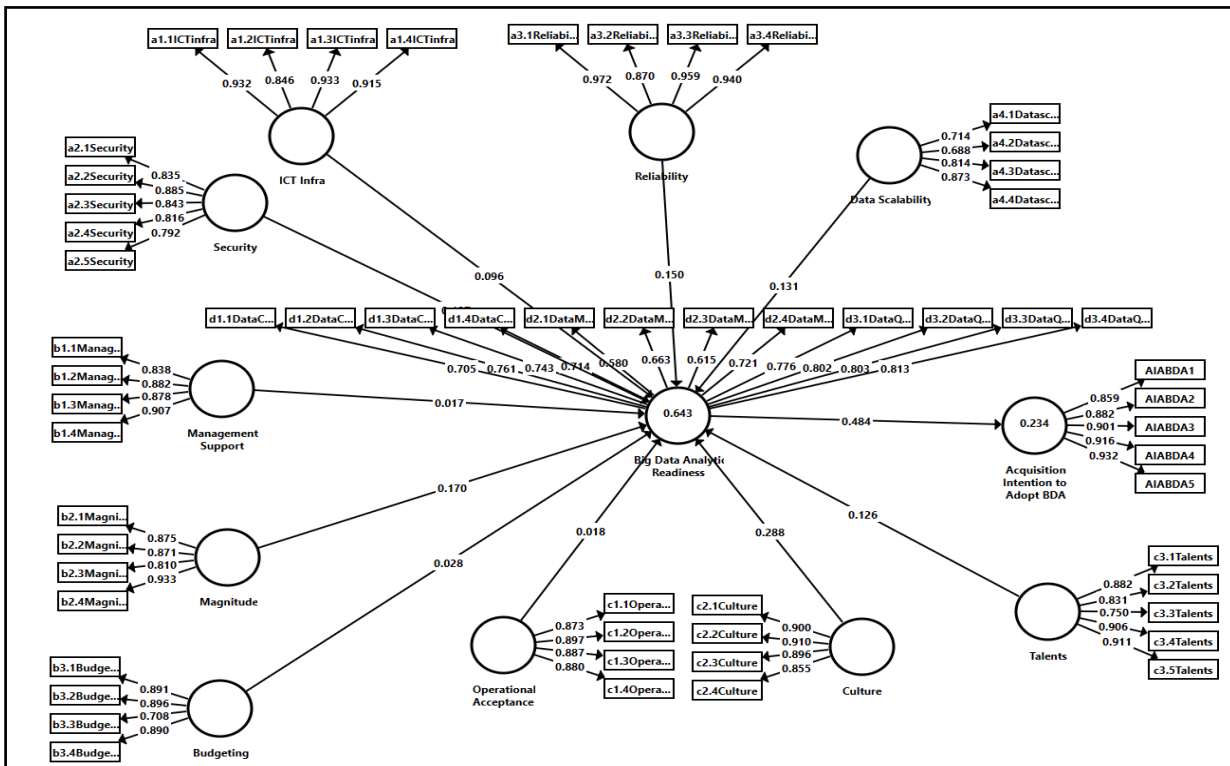 a1.1ICTinfra
a1.2ICTinfra
a1.3ICTinfra
a1.4ICTinfra
0.932
0.846
0.933
0.915
ICT Infra
a3.1Reliabi...
a3.2Reliabi...
a3.3Reliabi...
a3.4Reliabi...
0.972
0.870
0.959
0.940
Reliability
a4.1Datasc...
a4.2Datasc...
a4.3Datasc...
a4.4Datasc...
0.714
0.688
0.814
0.873
Data Scalability
a2.1Security
a2.2Security
a2.3Security
a2.4Security
a2.5Security
0.835
0.885
0.843
0.816
0.792
Security
0.096
0.150
0.131
d1.1DataC...
d1.2DataC...
d1.3DataC...
d1.4DataC...
d2.1DataM...
d2.2DataM...
d2.3DataM...
d2.4DataM...
d3.1DataQ...
d3.2DataQ...
d3.3DataQ...
d3.4DataQ...
0.705
0.761
0.743
0.714
0.580
0.663
0.615
0.721
0.776
0.802
0.803
0.813
b1.1Manag...
b1.2Manag...
b1.3Manag...
b1.4Manag...
0.838
0.882
0.878
0.907
Management
Support
0.017
0.643
Big Data Analytic
Readiness
0.484
0.234
Acquisition
Intention to
Adopt BDA
0.859
0.882
0.901
0.916
0.932
AIABDA1
AIABDA2
AIABDA3
AIABDA4
AIABDA5
b2.1Magni...
b2.2Magni...
b2.3Magni...
b2.4Magni...
0.875
0.871
0.810
0.933
Magnitude
0.170
0.028
0.018
0.288
0.126
b3.1Budge...
b3.2Budge...
b3.3Budge...
b3.4Budge...
0.891
0.896
0.708
0.890
Budgeting
Operational
Acceptance
0.873
0.897
0.887
0.880
c1.1Opera...
c1.2Opera...
c1.3Opera...
c1.4Opera...
c2.1Culture
c2.2Culture
c2.3Culture
c2.4Culture
0.900
0.910
0.896
0.855
Culture
Talents
0.882
0.831
0.750
0.906
0.911
c3.1Talents
c3.2Talents
c3.3Talents
c3.4Talents
c3.5Talents